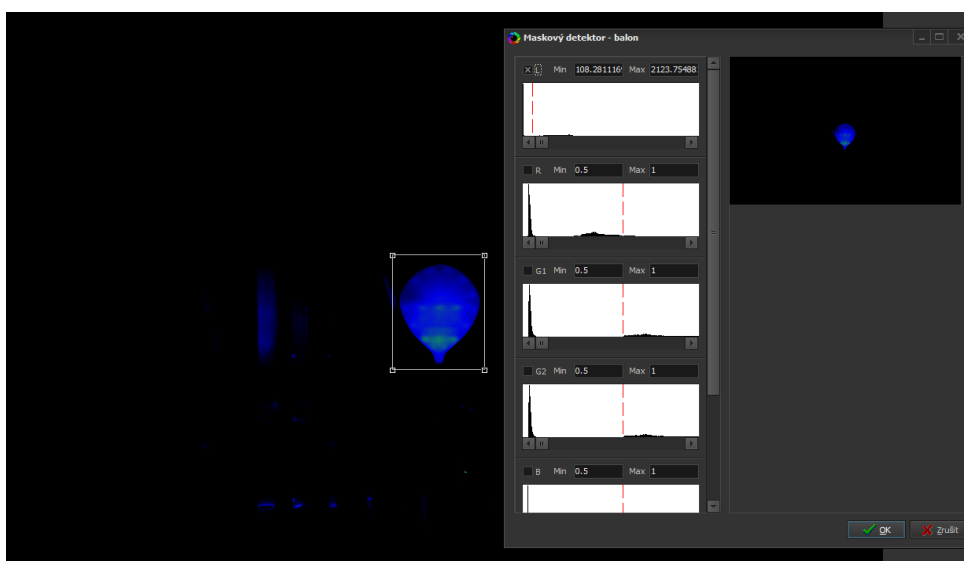 Maskový detektor - balon
L Min 108.2811169 Max 2123.75488
R Min 0.5 Max 1
G1 Min 0.5 Max 1
G2 Min 0.5 Max 1
B Min 0.5 Max 1
OK Zrušit